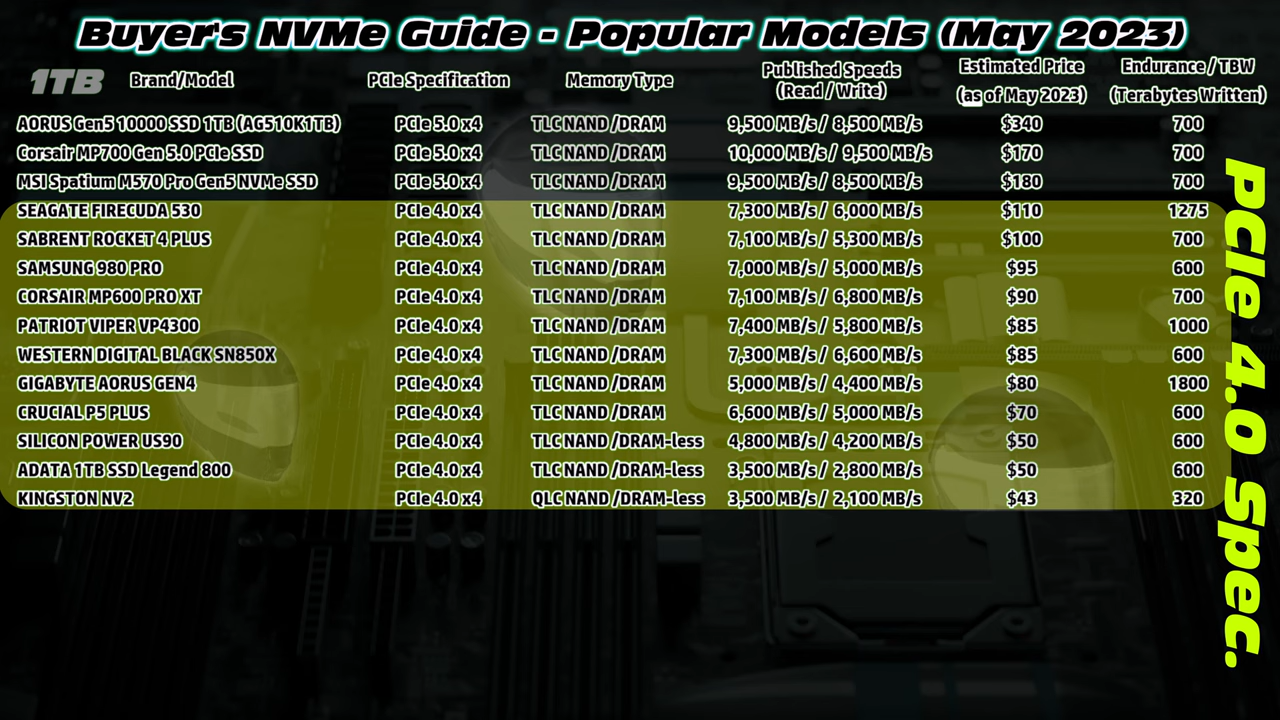 Buyer's NVMe Guide - Popular Models (May 2023)
1TB Brand/Model PCIe Specification Memory Type Published Speeds (Read / Write) Estimated Price (as of May 2023) Endurance / TBW (Terabytes Written)
AORUS Gen5 10000 SSD 1TB (AG510K1TB) PCIe 5.0 x4 TLC NAND /DRAM 9,500 MB/s / 8,500 MB/s $340 700
Corsair MP700 Gen 5.0 PCIe SSD PCIe 5.0 x4 TLC NAND /DRAM 10,000 MB/s / 9,500 MB/s $170 700
MSI Spatium M570 Pro Gen5 NVMe SSD PCIe 5.0 x4 TLC NAND /DRAM 9,500 MB/s / 8,500 MB/s $180 700
SEAGATE FIRECUDA 530 PCIe 4.0 x4 TLC NAND /DRAM 7,300 MB/s / 6,000 MB/s $110 1275
SABRENT ROCKET 4 PLUS PCIe 4.0 x4 TLC NAND /DRAM 7,100 MB/s / 5,300 MB/s $100 700
SAMSUNG 980 PRO PCIe 4.0 x4 TLC NAND /DRAM 7,000 MB/s / 5,000 MB/s $95 600
CORSAIR MP600 PRO XT PCIe 4.0 x4 TLC NAND /DRAM 7,100 MB/s / 6,800 MB/s $90 700
PATRIOT VIPER VP4300 PCIe 4.0 x4 TLC NAND /DRAM 7,400 MB/s / 5,800 MB/s $85 1000
WESTERN DIGITAL BLACK SN850X PCIe 4.0 x4 TLC NAND /DRAM 7,300 MB/s / 6,600 MB/s $85 600
GIGABYTE AORUS GEN4 PCIe 4.0 x4 TLC NAND /DRAM 5,000 MB/s / 4,400 MB/s $80 1800
CRUCIAL P5 PLUS PCIe 4.0 x4 TLC NAND /DRAM 6,600 MB/s / 5,000 MB/s $70 600
SILICON POWER US90 PCIe 4.0 x4 TLC NAND /DRAM-less 4,800 MB/s / 4,200 MB/s $50 600
ADATA 1TB SSD Legend 800 PCIe 4.0 x4 TLC NAND /DRAM-less 3,500 MB/s / 2,800 MB/s $50 600
KINGSTON NV2 PCIe 4.0 x4 QLC NAND /DRAM-less 3,500 MB/s / 2,100 MB/s $43 320
PCIe 4.0 Spec.